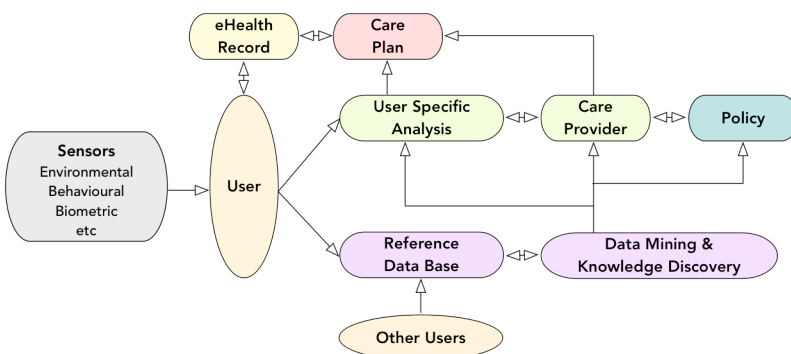 eHealth
Record
Care
Plan
User Specific
Analysis
Care
Provider
Policy
Sensors
Environmental
Behavioural
Biometric
etc
User
Reference
Data Base
Data Mining &
Knowledge Discovery
Other Users